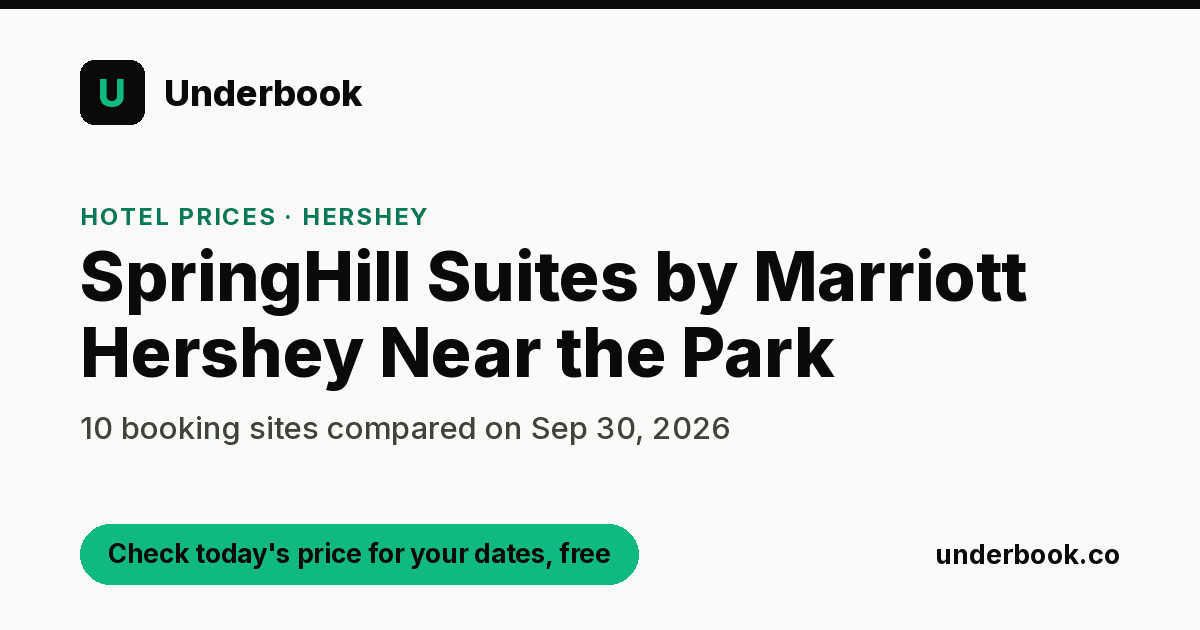 U Underbook
HOTEL PRICES · HERSHEY
SpringHill Suites by Marriott
Hershey Near the Park
10 booking sites compared on Sep 30, 2026
Check today's price for your dates, free
underbook.co